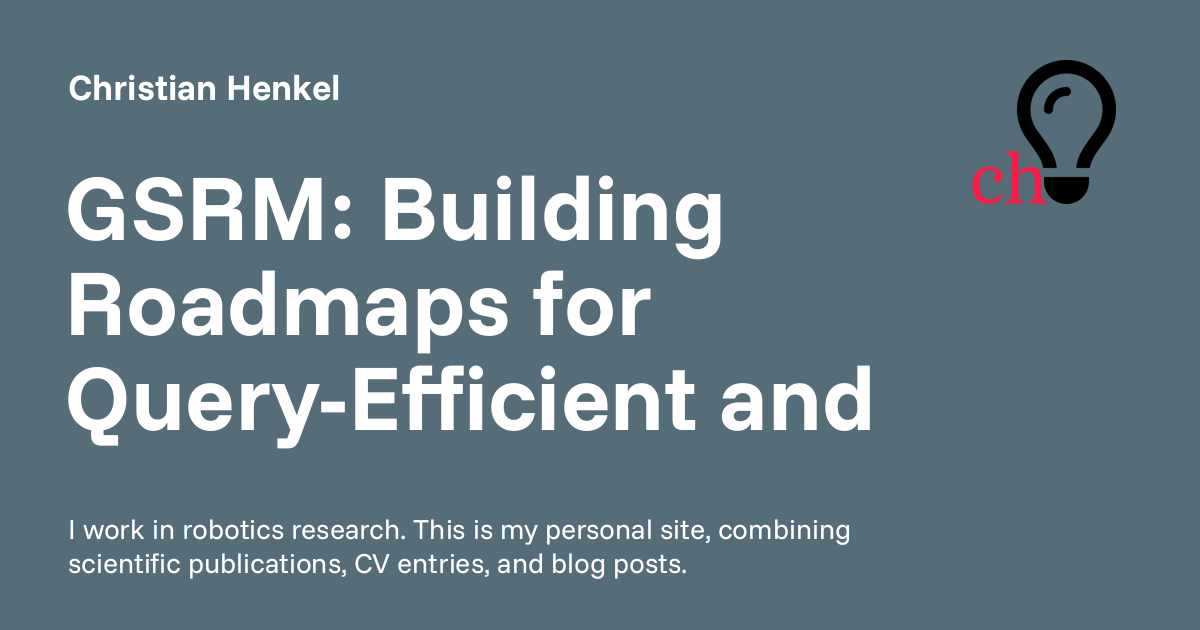 Christian Henkel
ch
GSRM: Building
Roadmaps for
Query-Efficient and
I work in robotics research. This is my personal site, combining
scientific publications, CV entries, and blog posts.